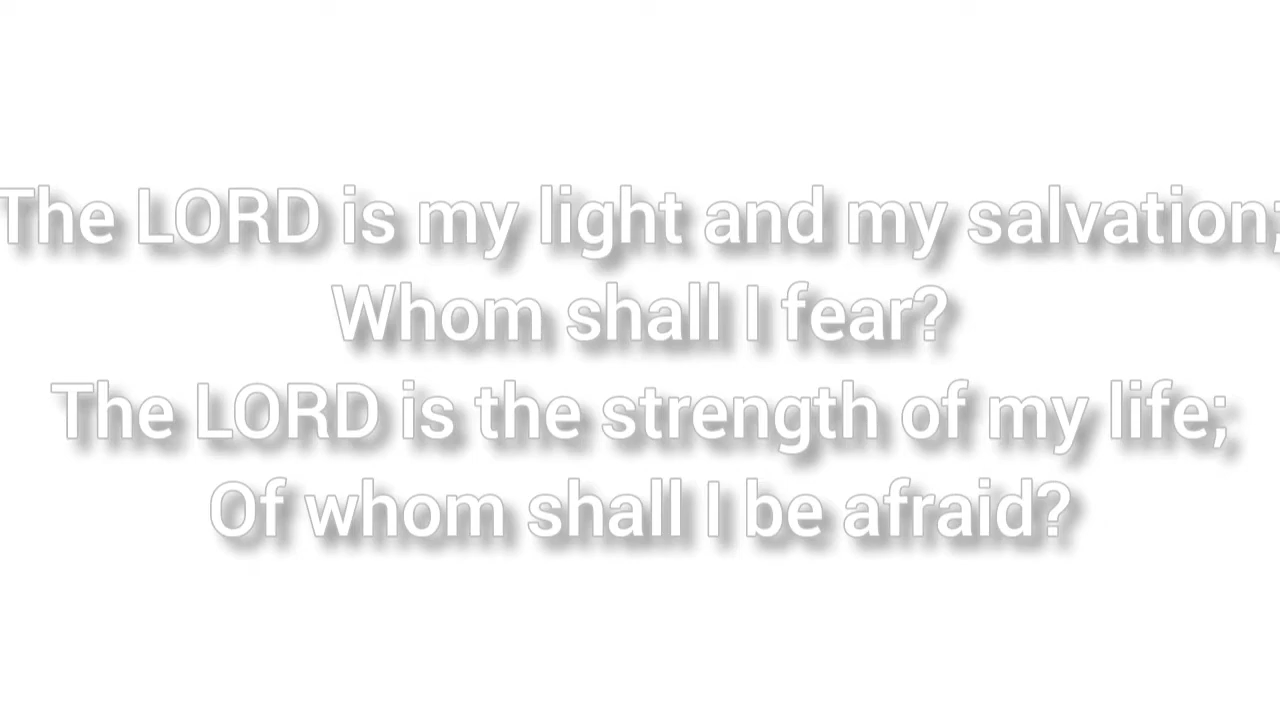 The LORD is my light and my salvation;
Whom shall I fear?
The LORD is the strength of my life;
Of whom shall I be afraid?